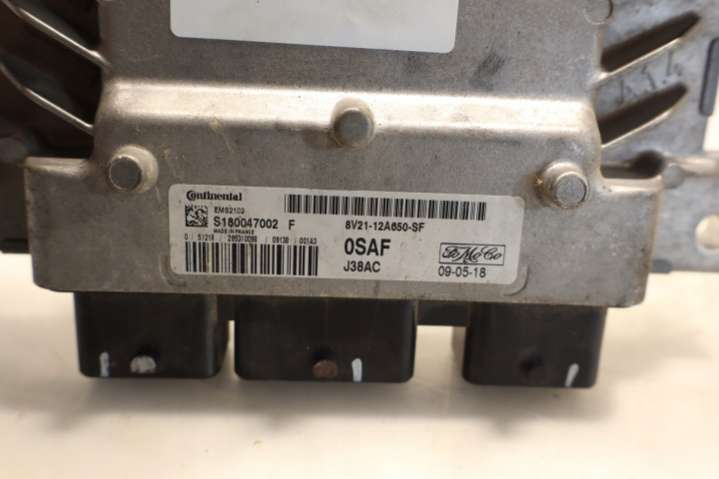 Continental
EMS2102
S180047002 F
MADE IN FRANCE
8V21-12A650-SF
0SAF
J38AC
FoMoCo
09-05-18